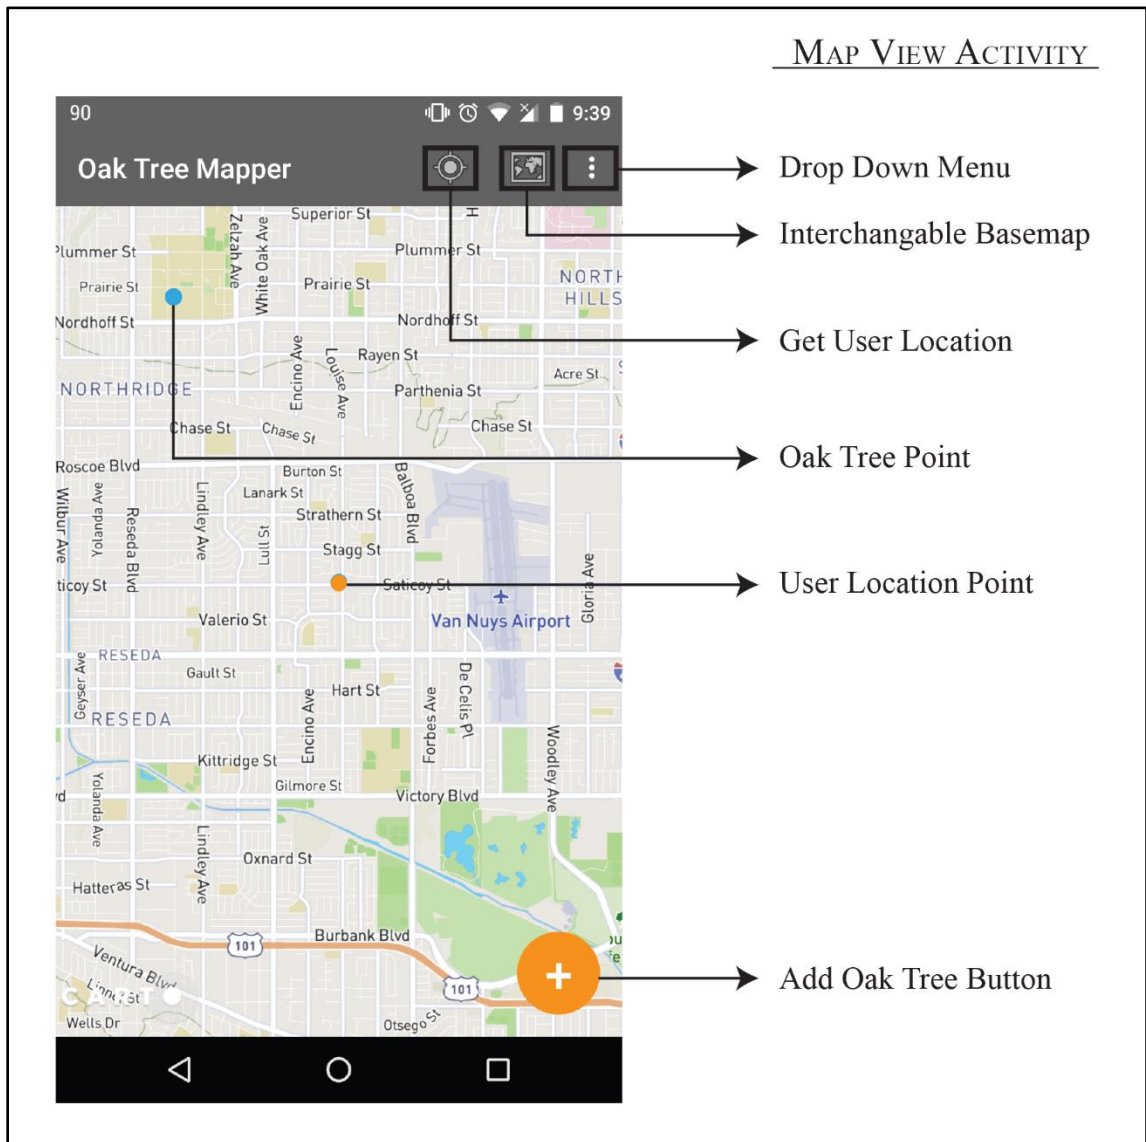 MAP VIEW ACTIVITY
90
9:39
Oak Tree Mapper
Drop Down Menu
Interchangable Basemap
Get User Location
Oak Tree Point
User Location Point
Add Oak Tree Button
Superior St
H
Zelzah Ave
White Oak Ave
Plummer St
Plummer St
Prairie St
Prairie St
NORTH
HILLS
Nordhoff St
Nordhoff St
Rayen St
Encino Ave
Louise Ave
Acre St
NORTHRIDGE
Parthenia St
Chase St
Chase St
Chase St
Roscoe Blvd
Burton St
Balboa Blvd
Wilbur Ave
Yolanda Ave
Reseda Blvd
Lindley Ave
Lanark St
Lull St
Strathern St
Stagg St
Gloria Ave
ticoy St
Saticoy St
Valerio St
Van Nuys Airport
RESEDA
Geyser Ave
Gault St
Hart St
Encino Ave
Forbes Ave
De Celis Pl
RESEDA
Woodley Ave
Kittridge St
Gilmore St
Yolanda Ave
vd
Victory Blvd
Lindley Ave
Oxnard St
Hatteras St
101
Burbank Blvd
Ventura Blvd
101
+
CARTO
Wells Dr
Otsego St